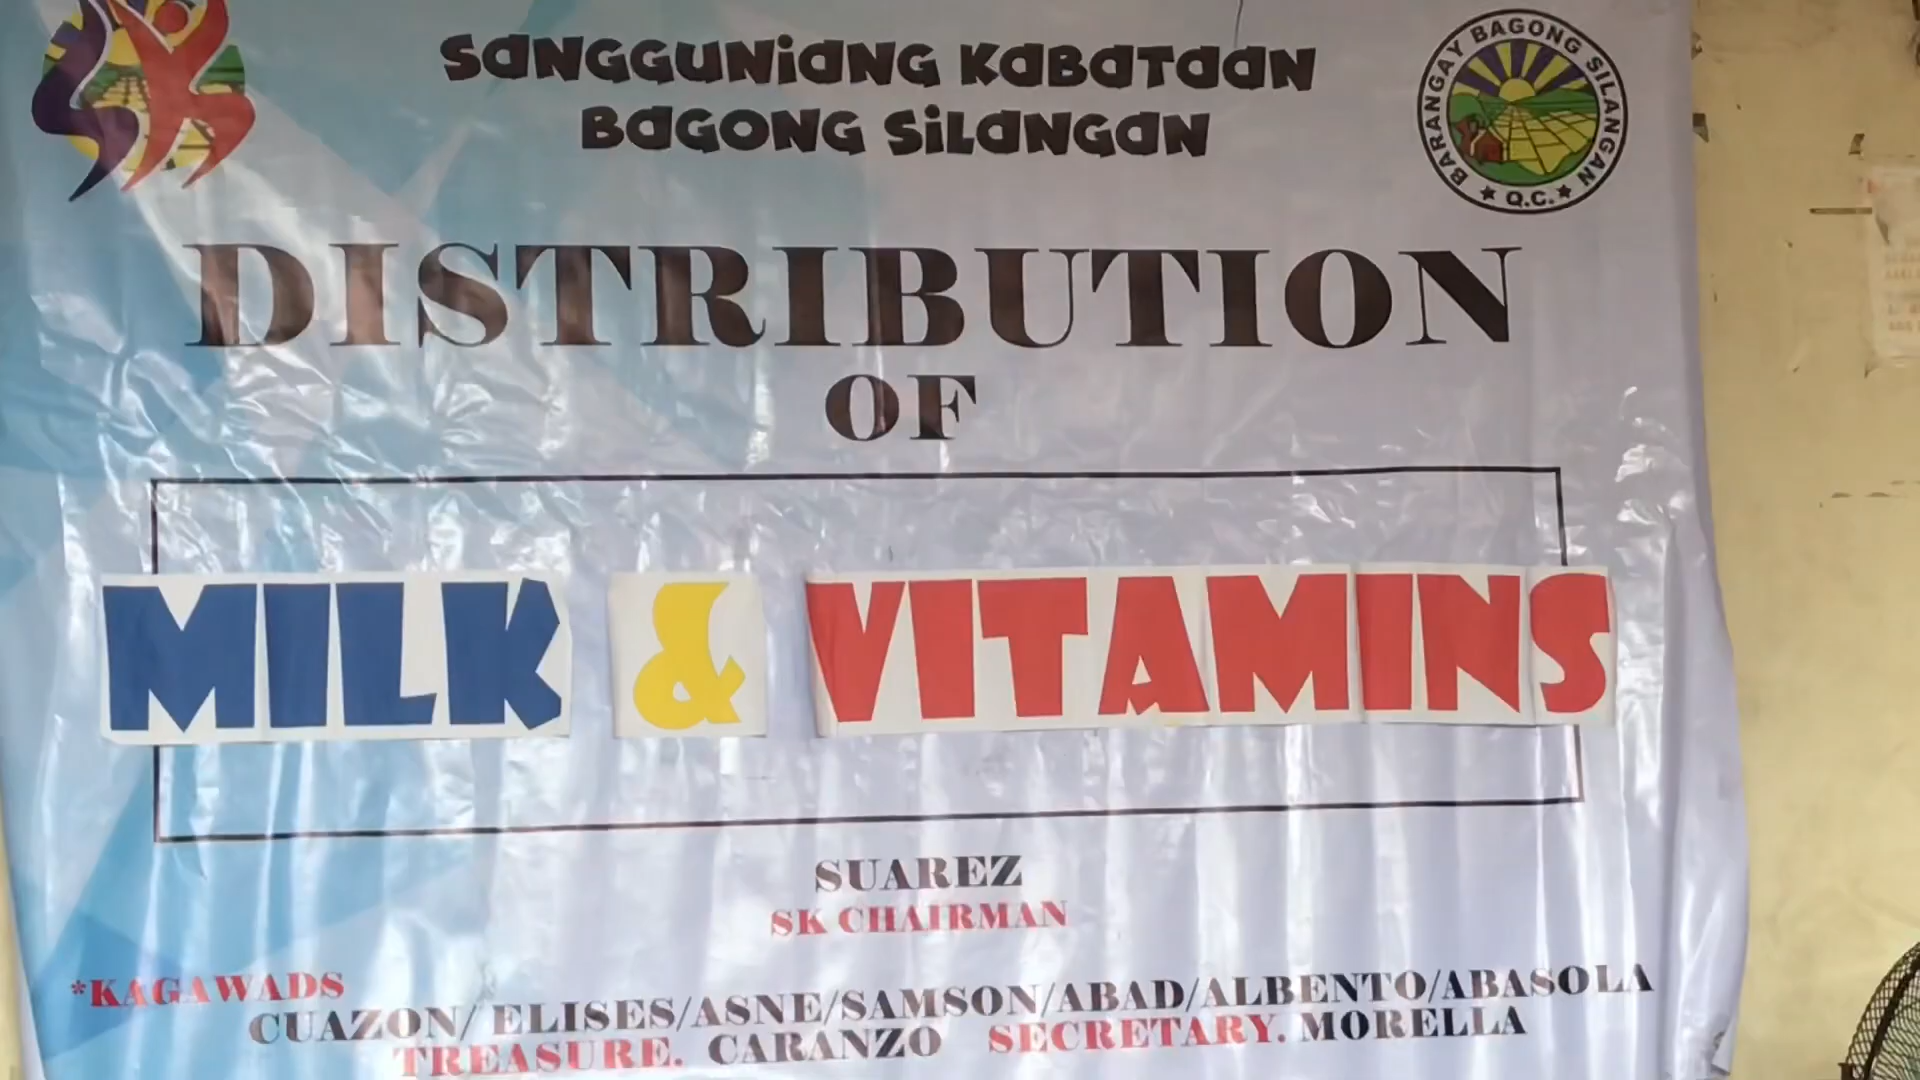 SANGGUNIANG KABATAAN
BAGONG SILANGAN
BARANGAY BAGONG SILANGAN
Q.C.
DISTRIBUTION
OF
MILK & VITAMINS
SUAREZ
SK CHAIRMAN
*KAGAWADS
CUAZON/ ELISES/ASNE/SAMSON/ABAD/ALBENTO/ABASOLA
TREASURE. CARANZO SECRETARY. MORELLA